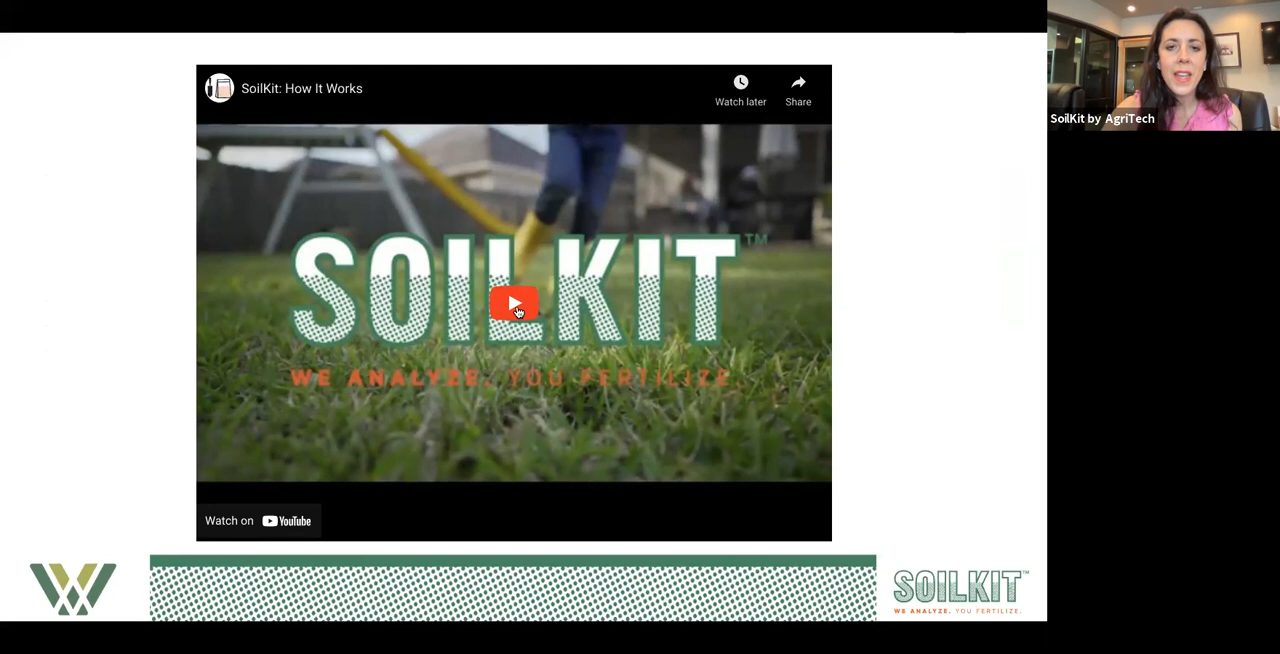 SoilKit: How It Works
Watch later
Share
SoilKit by AgriTech
SOILKIT™
WE ANALYZE. YOU FERTILIZE.
Watch on YouTube
SOILKIT™
WE ANALYZE. YOU FERTILIZE.